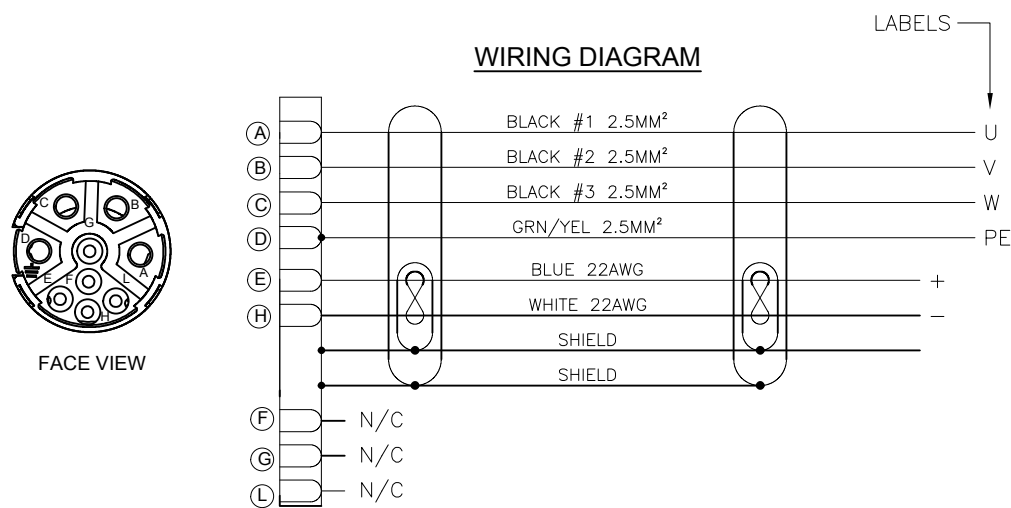 LABELS
WIRING DIAGRAM
A BLACK #1 2.5MM² U
B BLACK #2 2.5MM² V
C BLACK #3 2.5MM² W
D GRN/YEL 2.5MM² PE
E BLUE 22AWG +
H WHITE 22AWG –
SHIELD
SHIELD
F N/C
G N/C
L N/C
C B
G
D A
E F L
H
FACE VIEW